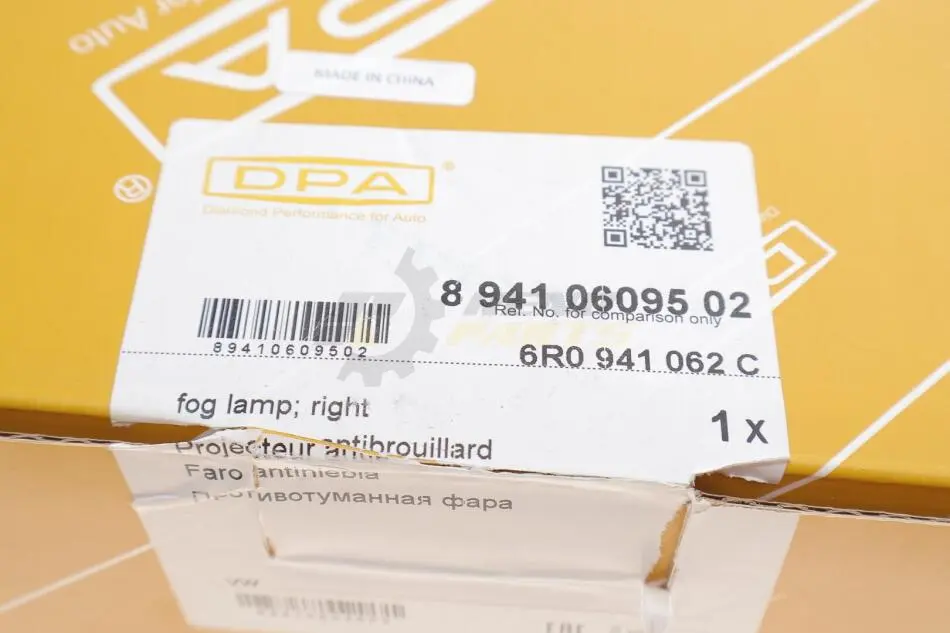 MADE IN CHINA
®
DPA ®
Diamond Performance for Auto
8 941 06095 02
Ref. No. for comparison only
89410609502
6R0 941 062 C
fog lamp; right
1 x
Projecteur antibrouillard
Faro antiniebla
Противотуманная фара
VW